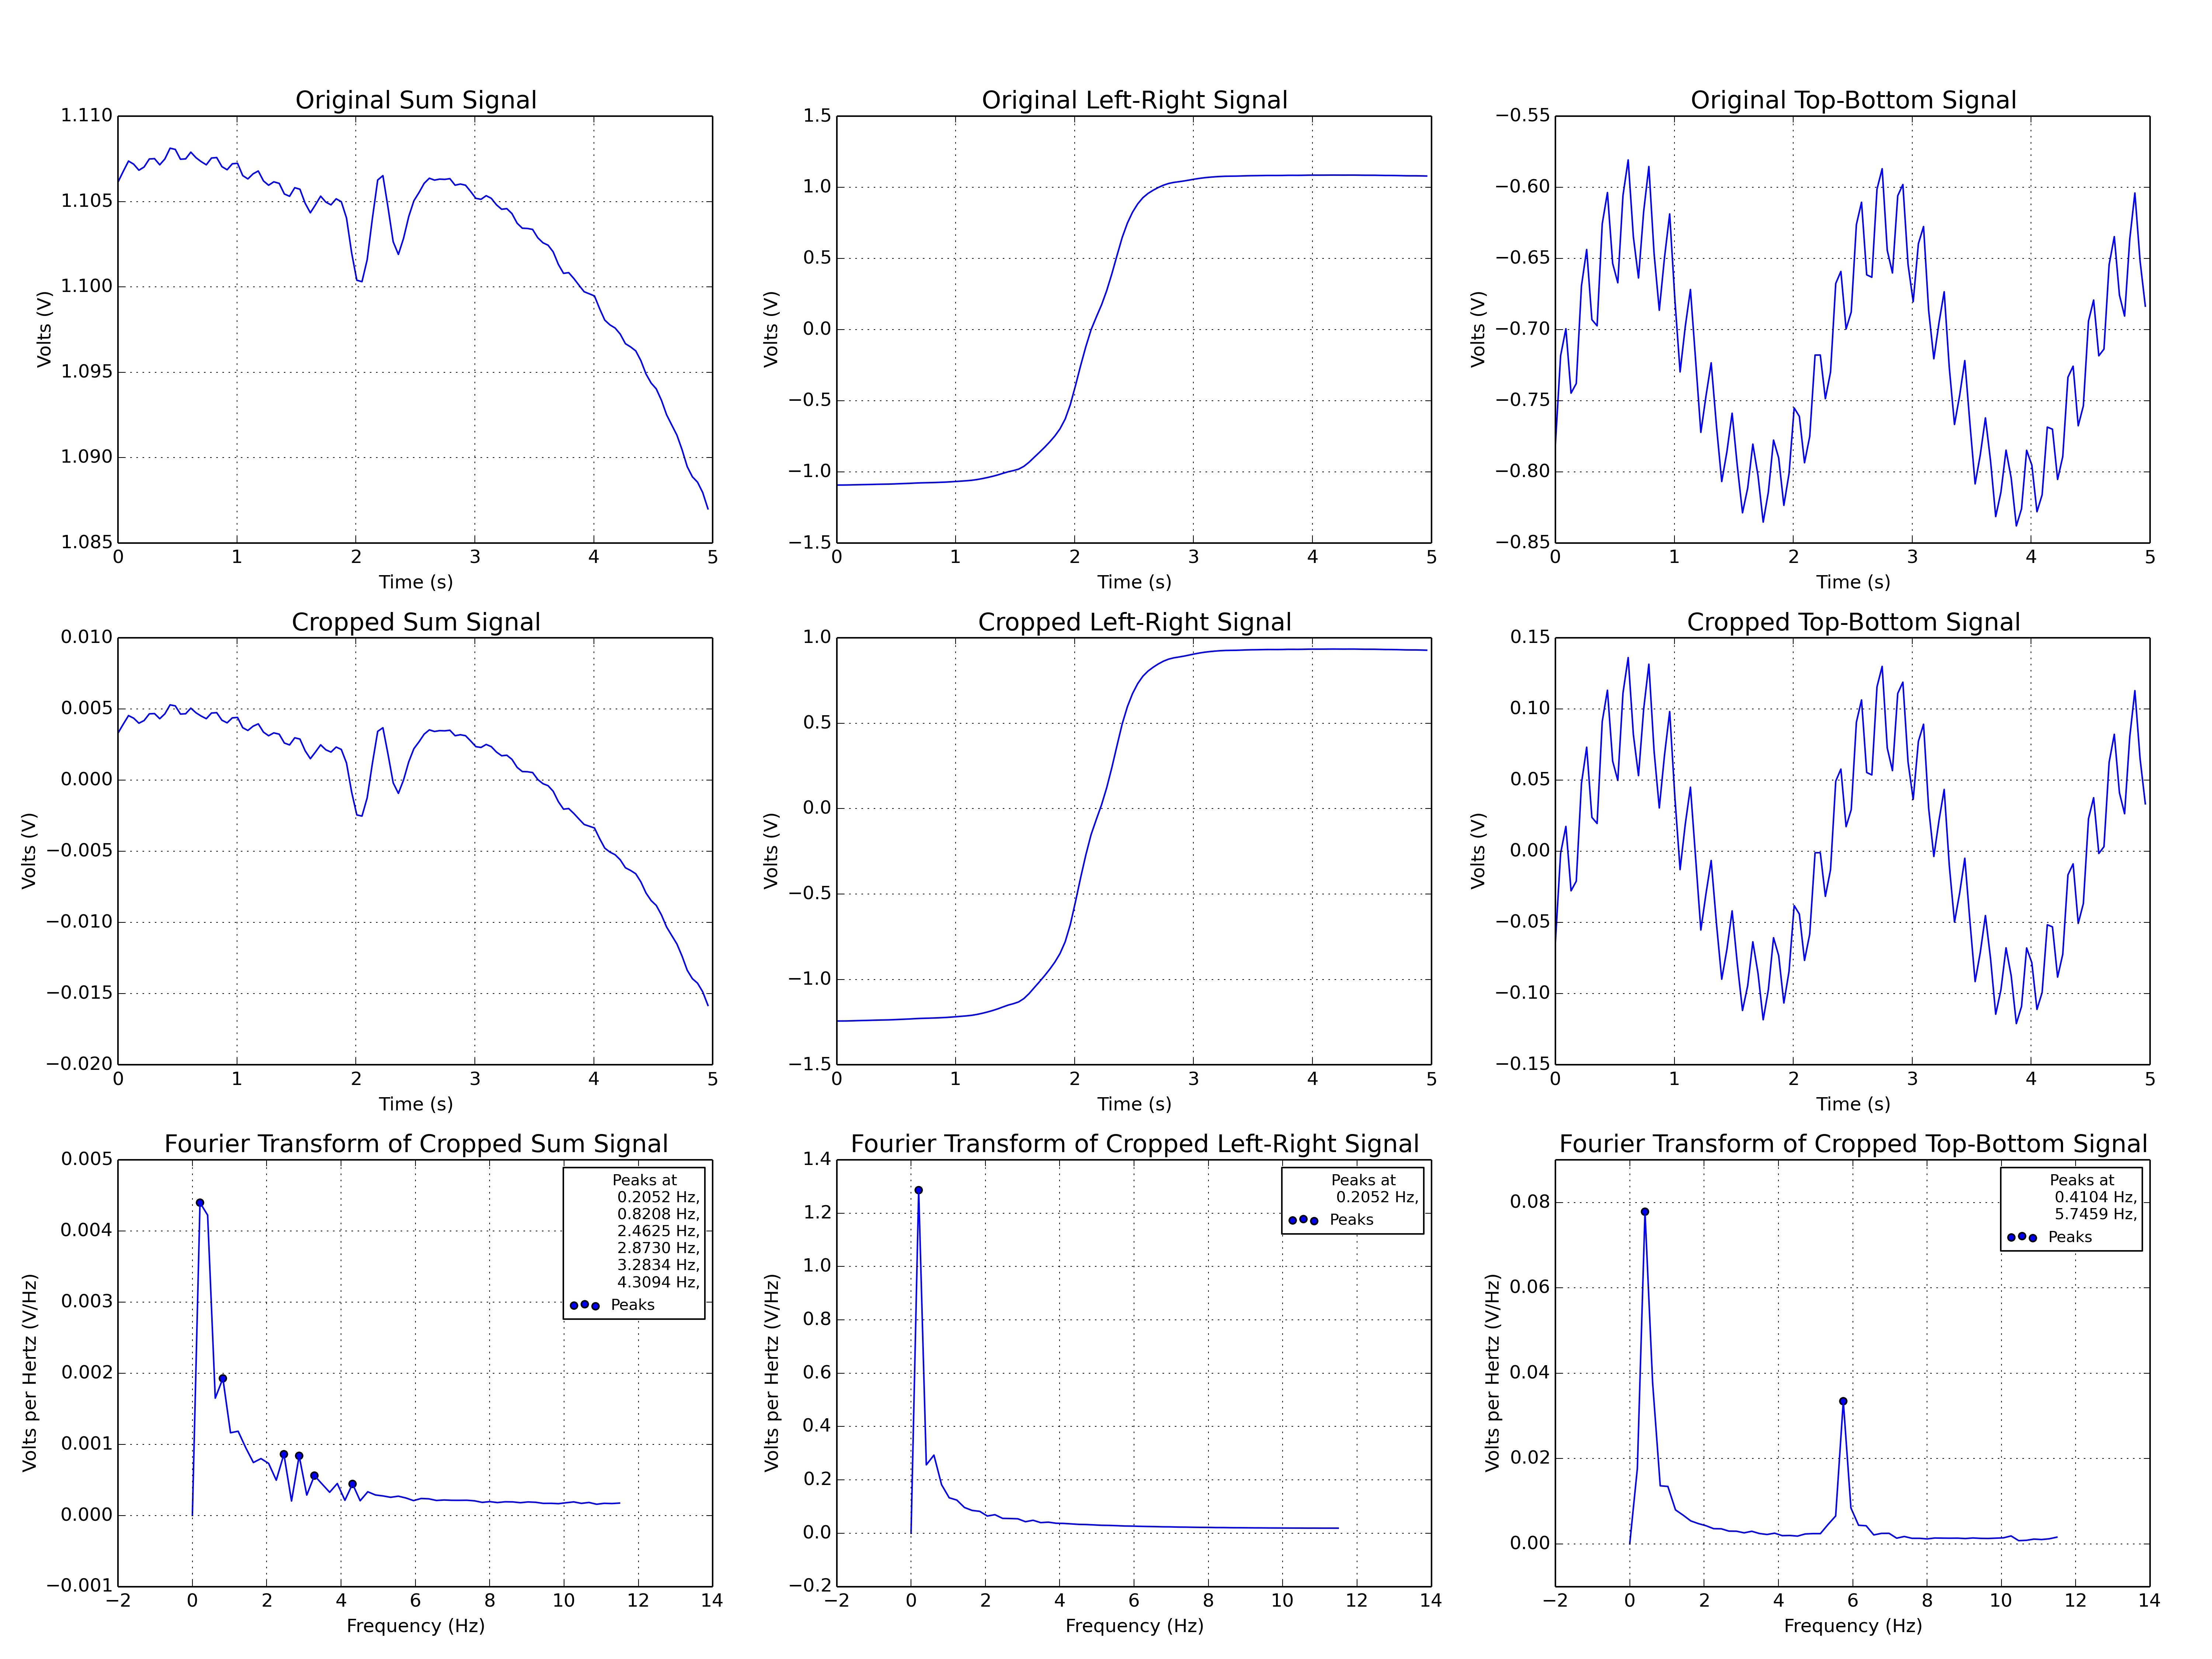 Original Sum Signal
1.110
1.105
1.100
1.095
1.090
1.085
Volts (V)
0 1 2 3 4 5
Time (s)
Original Left-Right Signal
1.5
1.0
0.5
0.0
−0.5
−1.0
−1.5
Volts (V)
0 1 2 3 4 5
Time (s)
Original Top-Bottom Signal
−0.55
−0.60
−0.65
−0.70
−0.75
−0.80
−0.85
Volts (V)
0 1 2 3 4 5
Time (s)
Cropped Sum Signal
0.010
0.005
0.000
−0.005
−0.010
−0.015
−0.020
Volts (V)
0 1 2 3 4 5
Time (s)
Cropped Left-Right Signal
1.0
0.5
0.0
−0.5
−1.0
−1.5
Volts (V)
0 1 2 3 4 5
Time (s)
Cropped Top-Bottom Signal
0.15
0.10
0.05
0.00
−0.05
−0.10
−0.15
Volts (V)
0 1 2 3 4 5
Time (s)
Fourier Transform of Cropped Sum Signal
0.005
0.004
0.003
0.002
0.001
0.000
−0.001
Volts per Hertz (V/Hz)
Peaks at
0.2052 Hz,
0.8208 Hz,
2.4625 Hz,
2.8730 Hz,
3.2834 Hz,
4.3094 Hz,
Peaks
−2 0 2 4 6 8 10 12 14
Frequency (Hz)
Fourier Transform of Cropped Left-Right Signal
1.4
1.2
1.0
0.8
0.6
0.4
0.2
0.0
−0.2
Volts per Hertz (V/Hz)
Peaks at
0.2052 Hz,
Peaks
−2 0 2 4 6 8 10 12 14
Frequency (Hz)
Fourier Transform of Cropped Top-Bottom Signal
0.08
0.06
0.04
0.02
0.00
Volts per Hertz (V/Hz)
Peaks at
0.4104 Hz,
5.7459 Hz,
Peaks
−2 0 2 4 6 8 10 12 14
Frequency (Hz)